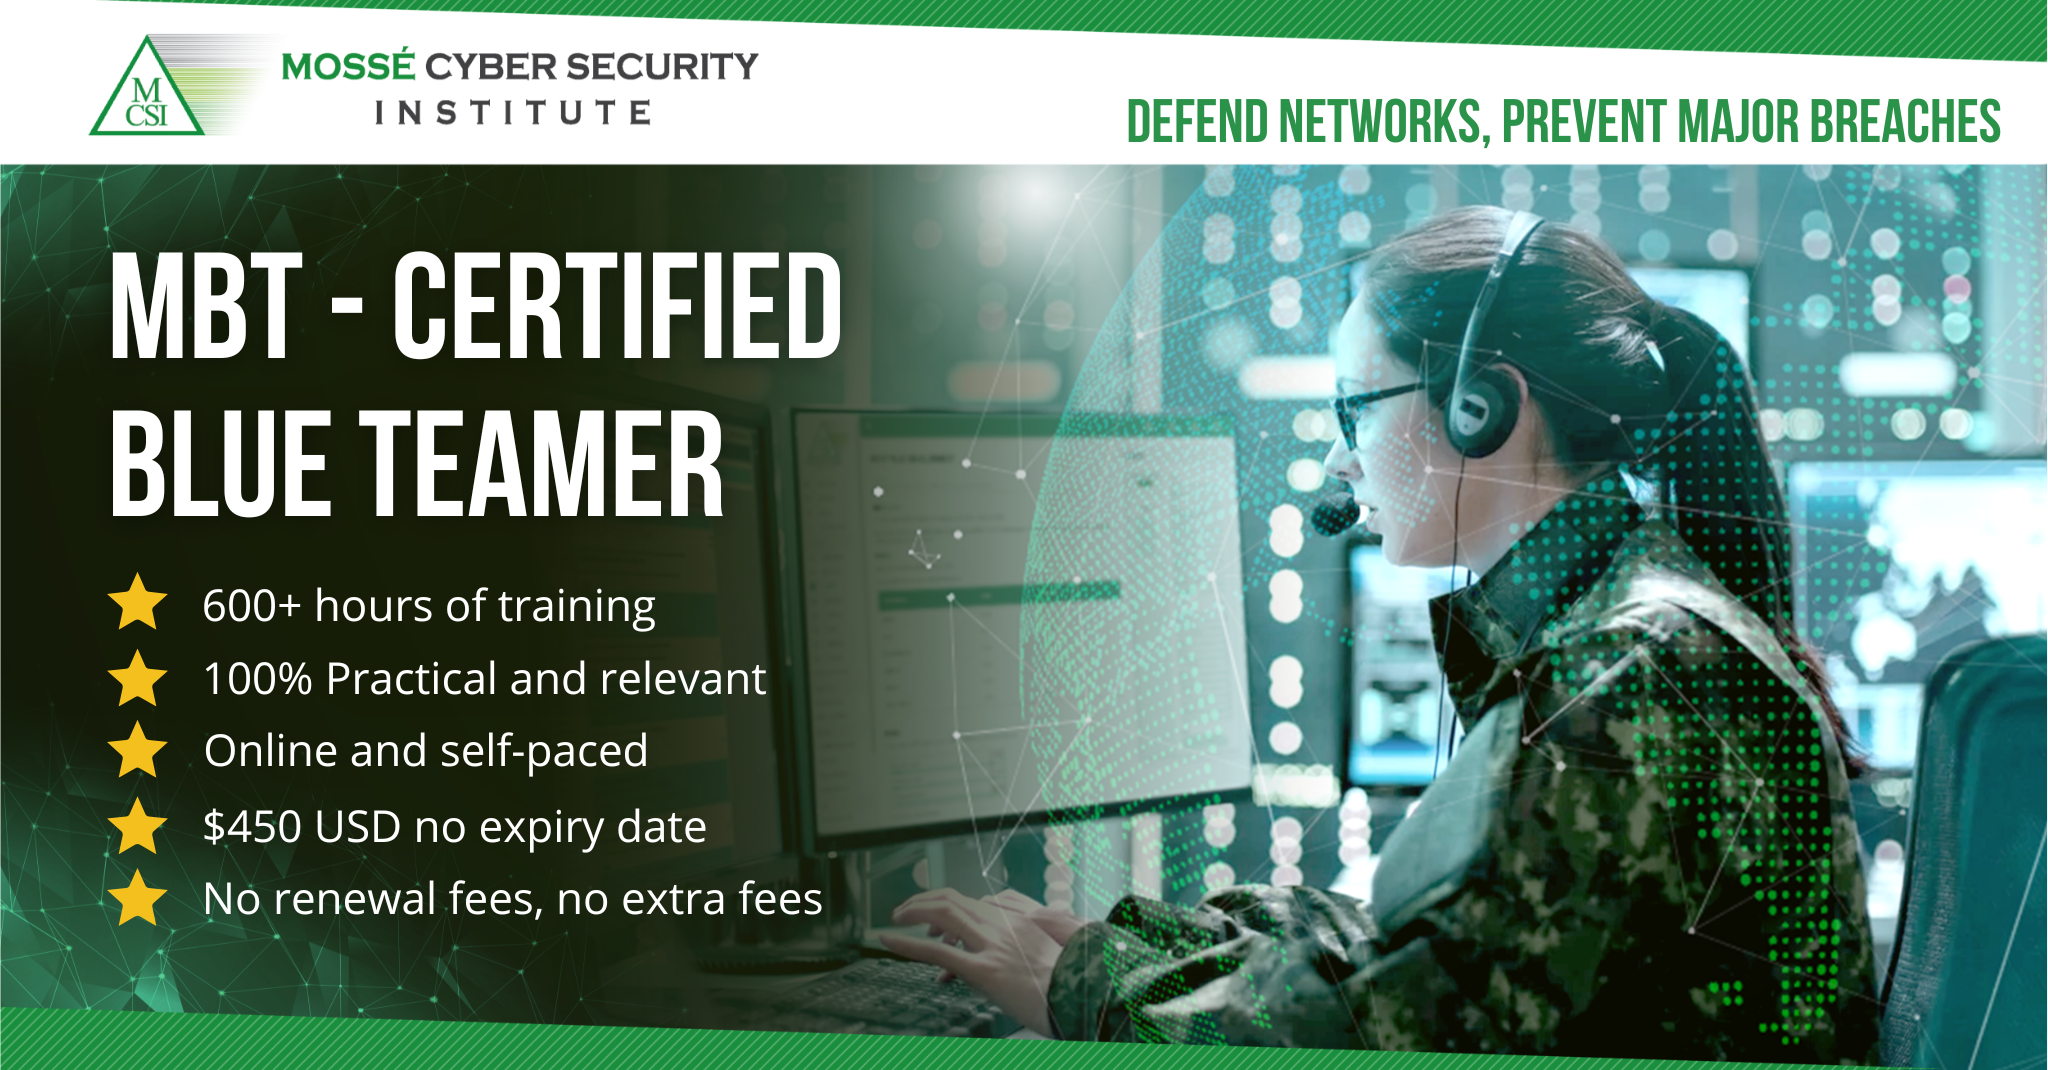 M
CSI
MOSSÉ CYBER SECURITY
INSTITUTE
DEFEND NETWORKS, PREVENT MAJOR BREACHES
MBT - CERTIFIED
BLUE TEAMER
600+ hours of training
100% Practical and relevant
Online and self-paced
$450 USD no expiry date
No renewal fees, no extra fees